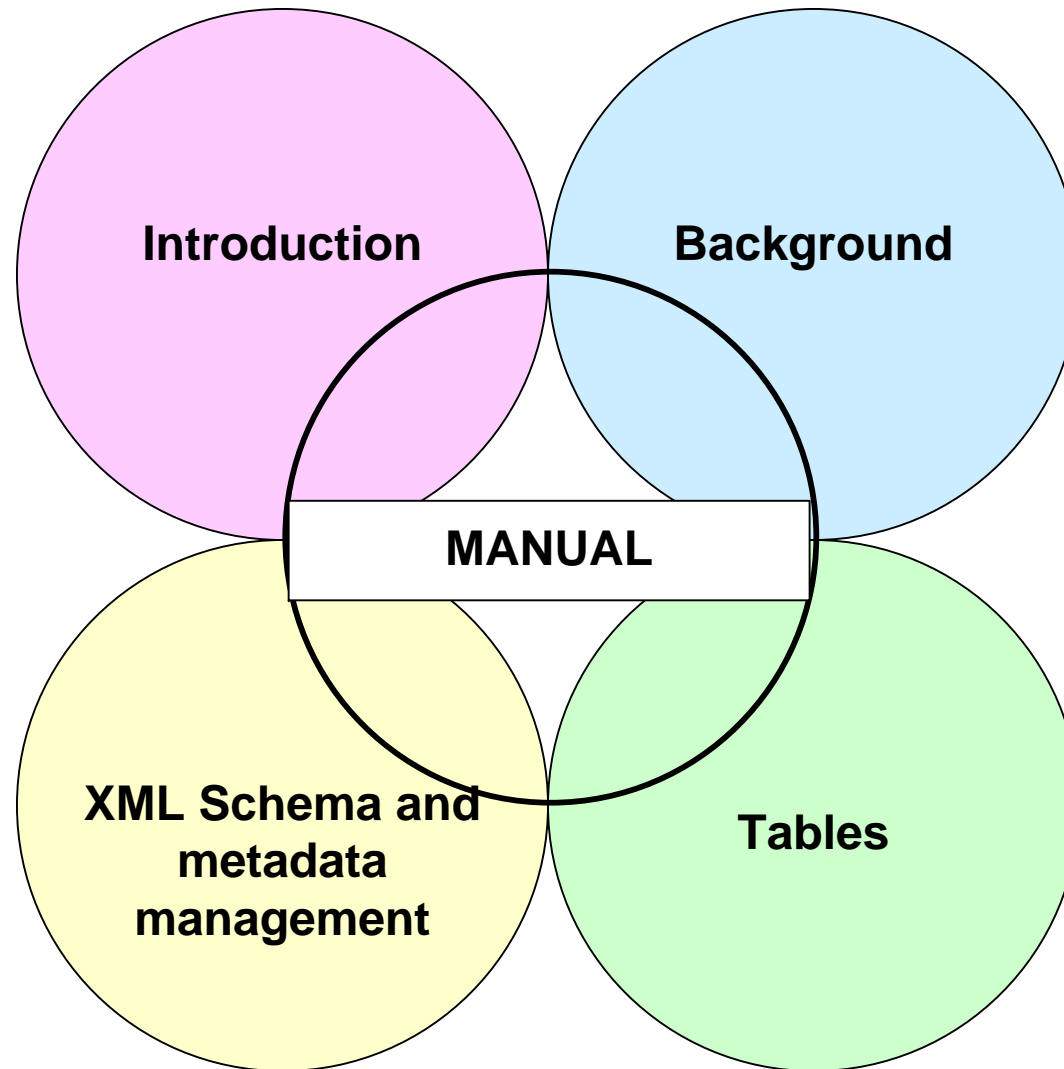 Introduction
Background
MANUAL
XML Schema and
metadata
management
Tables